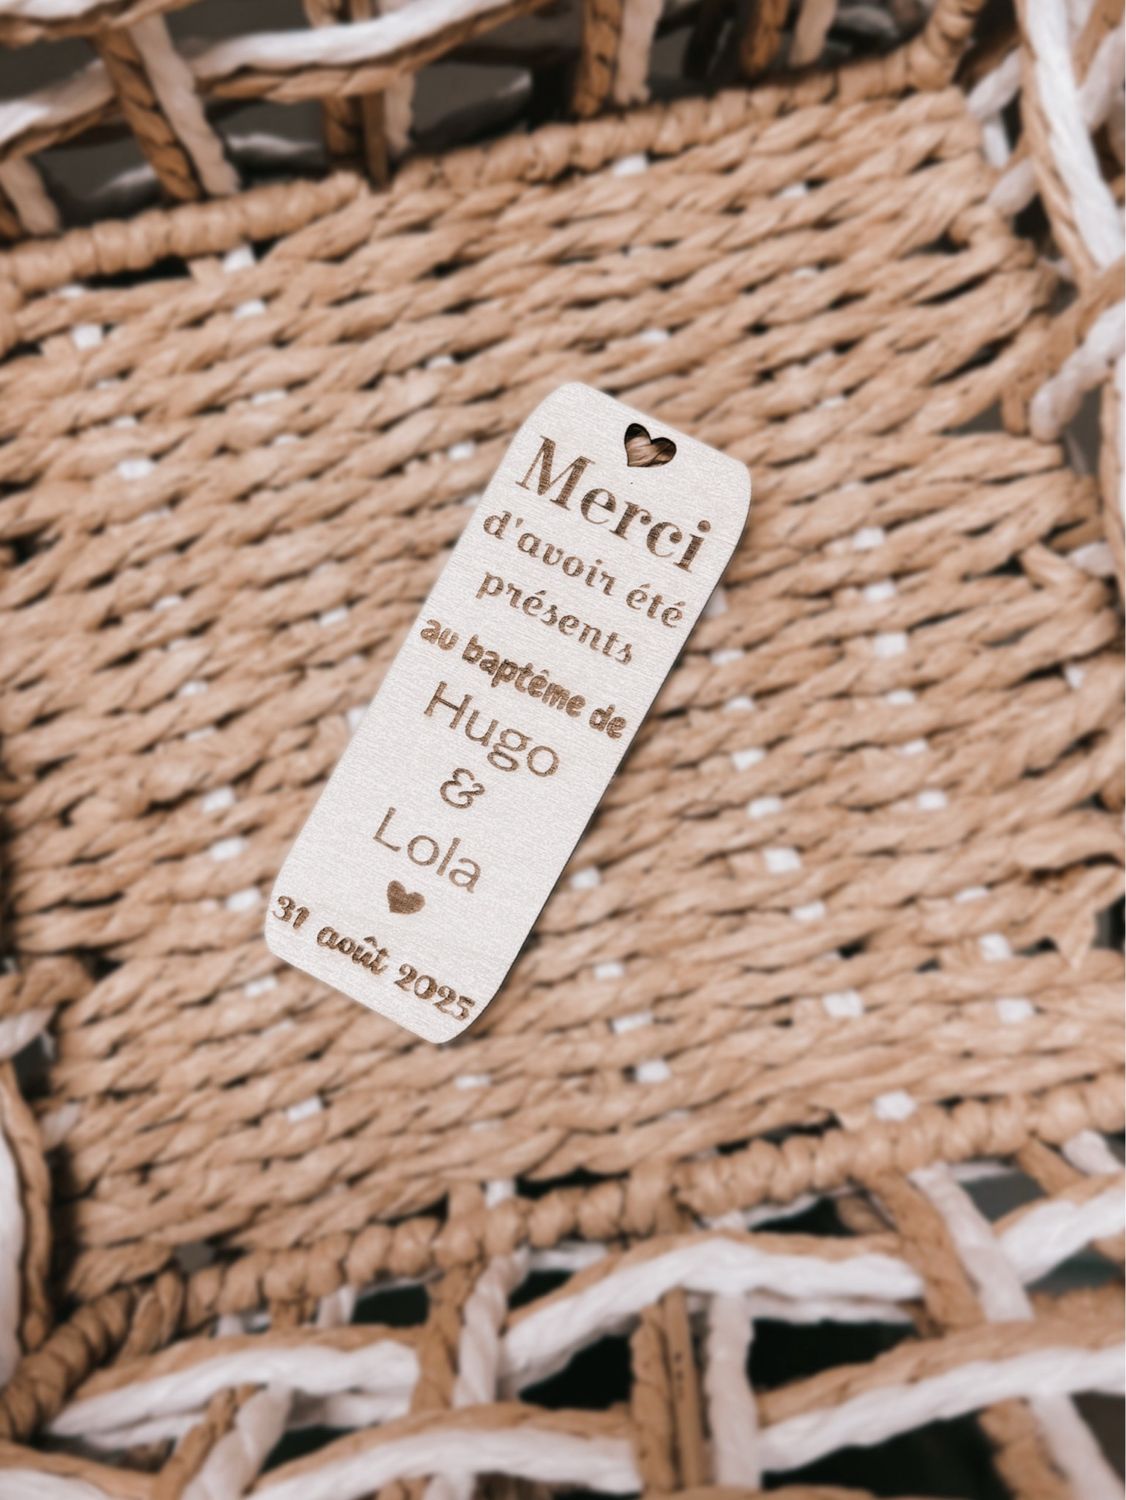 Merci
d'avoir été
présents
au baptême de
Hugo
&
Lola
31 août 2025